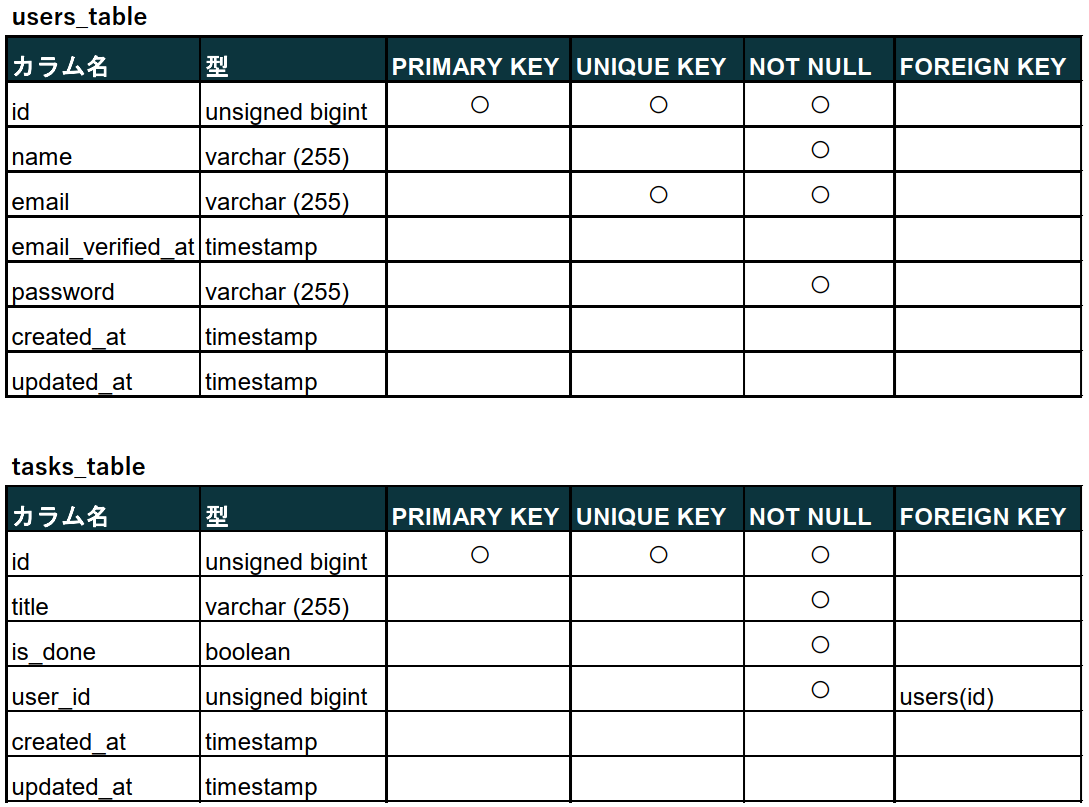 users_table
カラム名 型 PRIMARY KEY UNIQUE KEY NOT NULL FOREIGN KEY
id unsigned bigint ○ ○ ○
name varchar (255) ○
email varchar (255) ○ ○
email_verified_at timestamp
password varchar (255) ○
created_at timestamp
updated_at timestamp
tasks_table
カラム名 型 PRIMARY KEY UNIQUE KEY NOT NULL FOREIGN KEY
id unsigned bigint ○ ○ ○
title varchar (255) ○
is_done boolean ○
user_id unsigned bigint ○ users(id)
created_at timestamp
updated_at timestamp